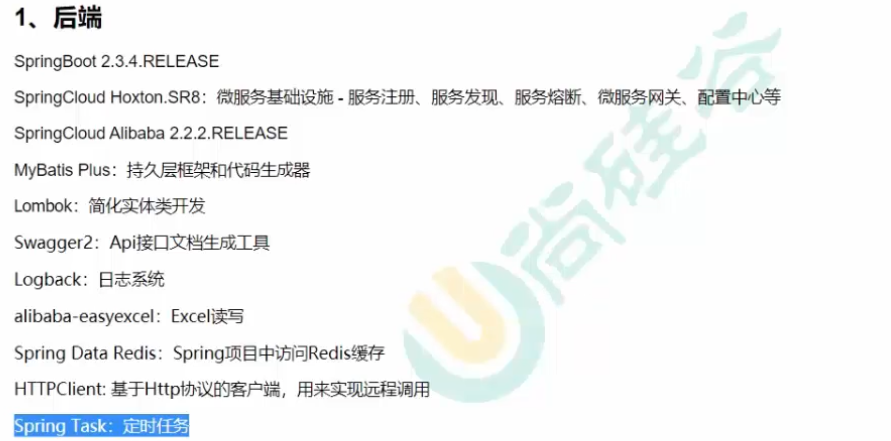 1、后端
SpringBoot 2.3.4.RELEASE
SpringCloud Hoxton.SR8：微服务基础设施 - 服务注册、服务发现、服务熔断、微服务网关、配置中心等
SpringCloud Alibaba 2.2.2.RELEASE
MyBatis Plus：持久层框架和代码生成器
Lombok：简化实体类开发
Swagger2：Api接口文档生成工具
Logback：日志系统
alibaba-easyexcel：Excel读写
Spring Data Redis：Spring项目中访问Redis缓存
HTTPClient: 基于Http协议的客户端，用来实现远程调用
Spring Task：定时任务
尚硅谷